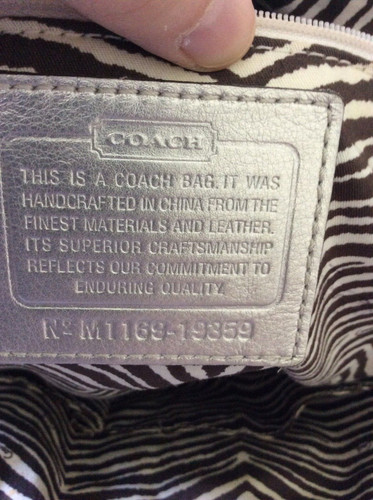 COACH
THIS IS A COACH BAG. IT WAS
HANDCRAFTED IN CHINA FROM THE
FINEST MATERIALS AND LEATHER.
ITS SUPERIOR CRAFTSMANSHIP
REFLECTS OUR COMMITMENT TO
ENDURING QUALITY.
Nº M1169-19359